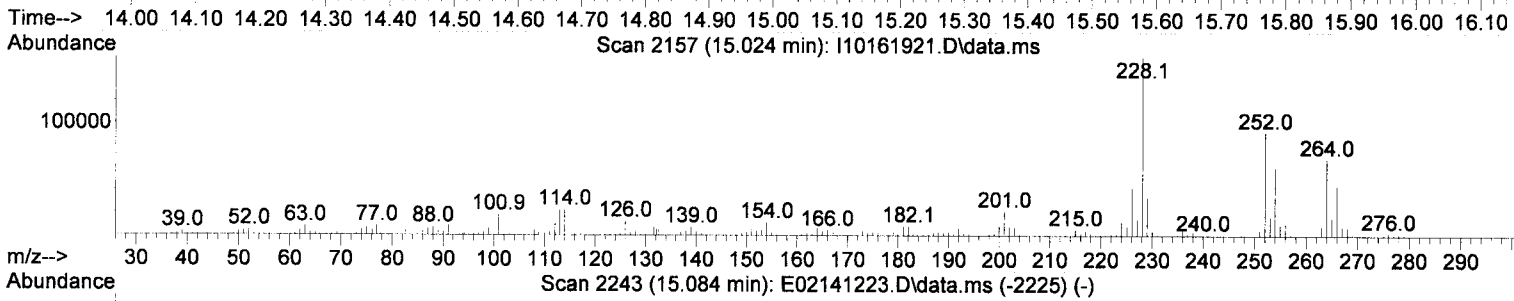 Time--> 14.00 14.10 14.20 14.30 14.40 14.50 14.60 14.70 14.80 14.90 15.00 15.10 15.20 15.30 15.40 15.50 15.60 15.70 15.80 15.90 16.00 16.10
Abundance Scan 2157 (15.024 min): I10161921.D\data.ms
228.1
100000 252.0
264.0
39.0 52.0 63.0 77.0 88.0 100.9 114.0 126.0 139.0 154.0 166.0 182.1 201.0 215.0 240.0 276.0
m/z--> 30 40 50 60 70 80 90 100 110 120 130 140 150 160 170 180 190 200 210 220 230 240 250 260 270 280 290
Abundance Scan 2243 (15.084 min): E02141223.D\data.ms (-2225) (-)